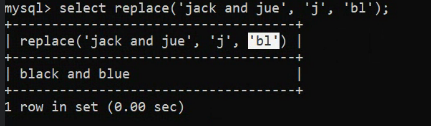 mysql> select replace('jack and jue', 'j', 'bl');
+------------------------------------+
| replace('jack and jue', 'j', 'bl') |
+------------------------------------+
| black and blue                     |
+------------------------------------+
1 row in set (0.00 sec)